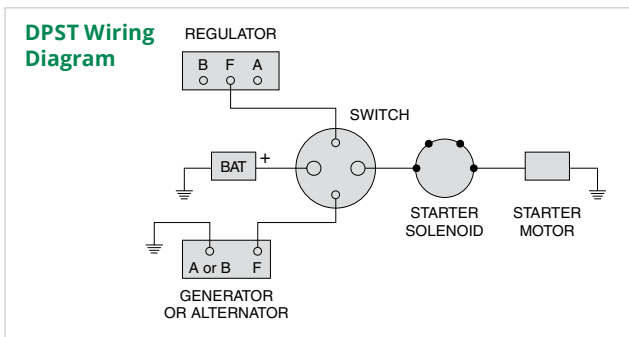 DPST Wiring
Diagram
REGULATOR
B F A
SWITCH
BAT +
STARTER
SOLENOID
STARTER
MOTOR
A or B F
GENERATOR
OR ALTERNATOR